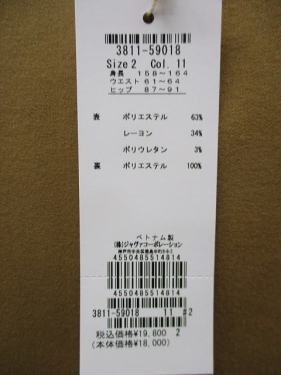 3811-59018
Size2 Col.11
身長 158～164
ウエスト 61～64
ヒップ 87～91
表 ポリエステル 63%
レーヨン 34%
ポリウレタン 3%
裏 ポリエステル 100%
ベトナム製
(株)ジャヴァコーポレーション
4550485514814
4550485514814
3811-59018 11 #2
税込価格¥19,800 2
(本体価格¥18,000)